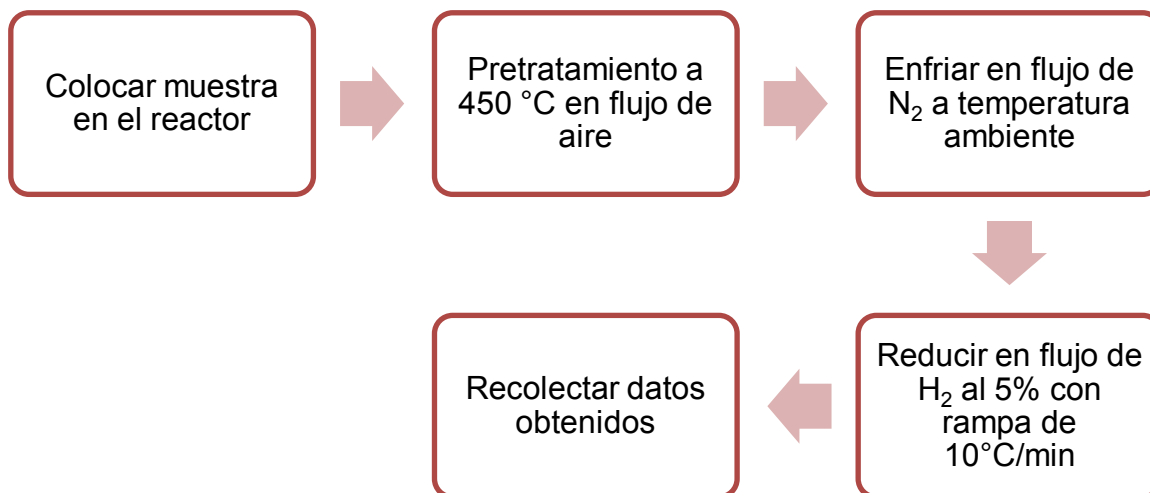 Colocar muestra
en el reactor
Pretratamiento a
450 °C en flujo de
aire
Enfriar en flujo de
N₂ a temperatura
ambiente
Reducir en flujo de
H₂ al 5% con
rampa de
10°C/min
Recolectar datos
obtenidos